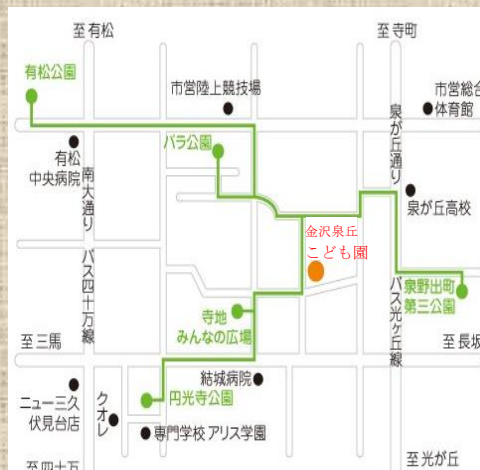 至有松
至寺町
有松公園
市営陸上競技場
市営総合
体育館
バラ公園
泉が丘通り
有松
中央病院
南大通り
泉が丘高校
金沢泉丘
こども園
バス四十万線
バス光ヶ丘線
泉野出町
第三公園
寺地
みんなの広場
至三馬
至長坂
結城病院
ニュー三久
伏見台店
クオレ
円光寺公園
専門学校 アリス学園
至光が丘
至四十万